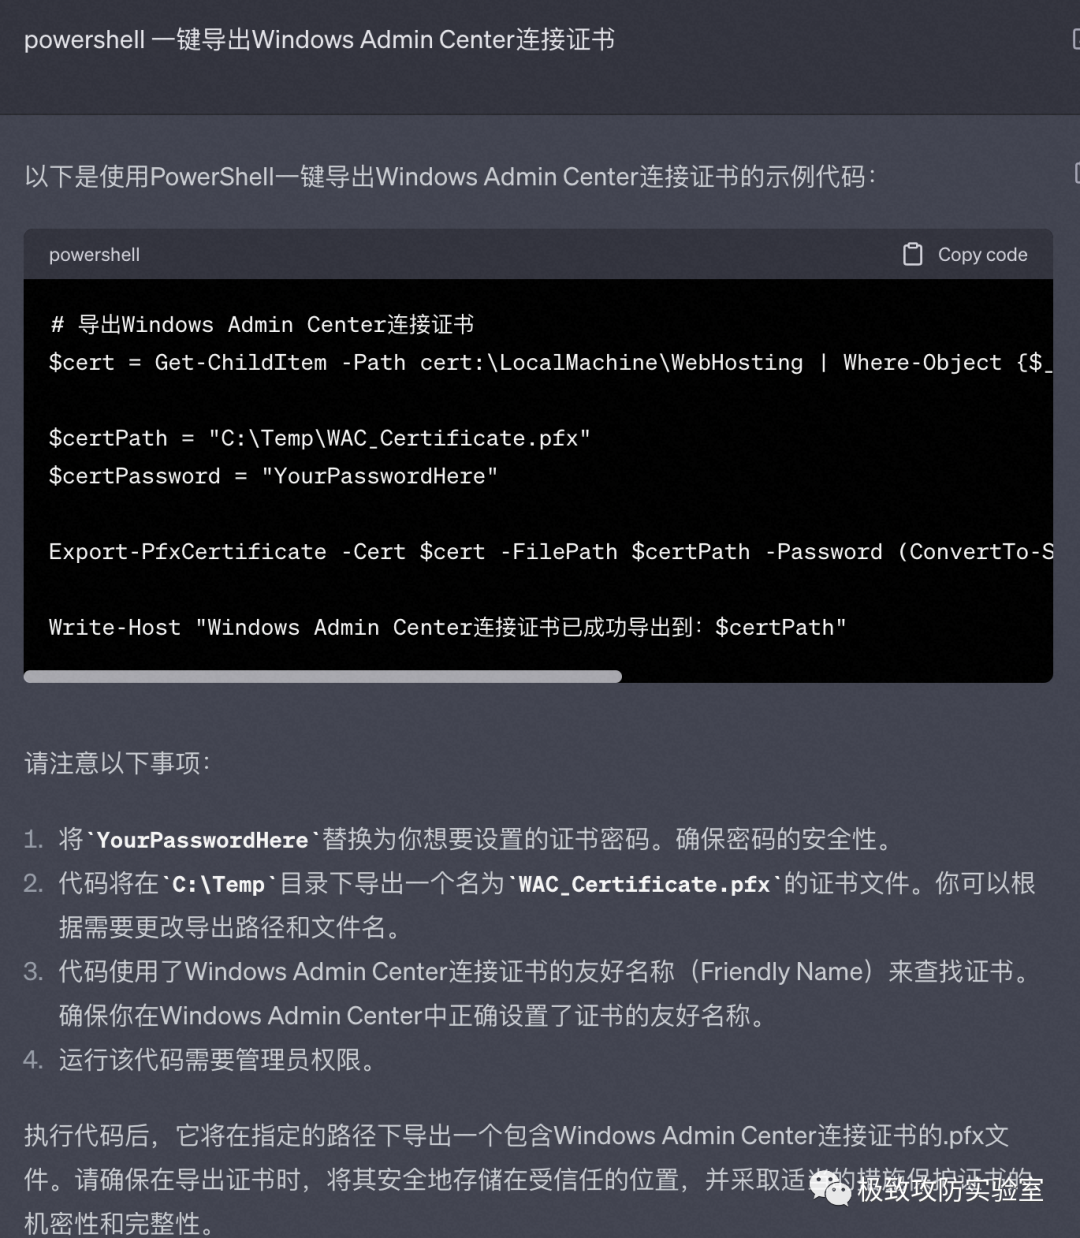 powershell 一键导出Windows Admin Center连接证书
以下是使用PowerShell一键导出Windows Admin Center连接证书的示例代码：
powershell
Copy code
# 导出Windows Admin Center连接证书
$cert = Get-ChildItem -Path cert:\LocalMachine\WebHosting | Where-Object {$_
$certPath = "C:\Temp\WAC_Certificate.pfx"
$certPassword = "YourPasswordHere"
Export-PfxCertificate -Cert $cert -FilePath $certPath -Password (ConvertTo-S
Write-Host "Windows Admin Center连接证书已成功导出到：$certPath"
请注意以下事项：
1. 将`YourPasswordHere`替换为你想要设置的证书密码。确保密码的安全性。
2. 代码将在`C:\Temp`目录下导出一个名为`WAC_Certificate.pfx`的证书文件。你可以根
据需要更改导出路径和文件名。
3. 代码使用了Windows Admin Center连接证书的友好名称（Friendly Name）来查找证书。
确保你在Windows Admin Center中正确设置了证书的友好名称。
4. 运行该代码需要管理员权限。
执行代码后，它将在指定的路径下导出一个包含Windows Admin Center连接证书的.pfx文
件。请确保在导出证书时，将其安全地存储在受信任的位置，并采取适当的措施保护证书的
极致攻防实验室
机密性和完整性。